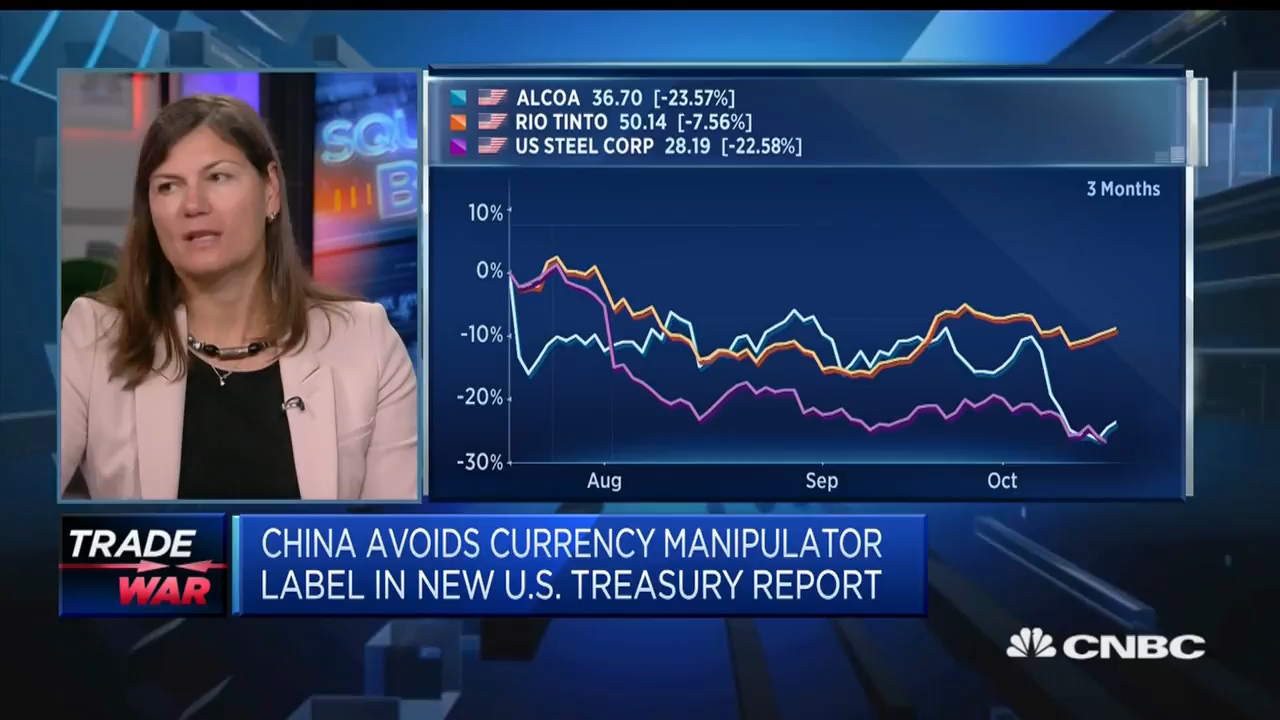 SQU
B
ALCOA 36.70 [-23.57%]
RIO TINTO 50.14 [-7.56%]
US STEEL CORP 28.19 [-22.58%]
3 Months
10%
0%
-10%
-20%
-30%
Aug Sep Oct
TRADE
WAR
CHINA AVOIDS CURRENCY MANIPULATOR
LABEL IN NEW U.S. TREASURY REPORT
CNBC